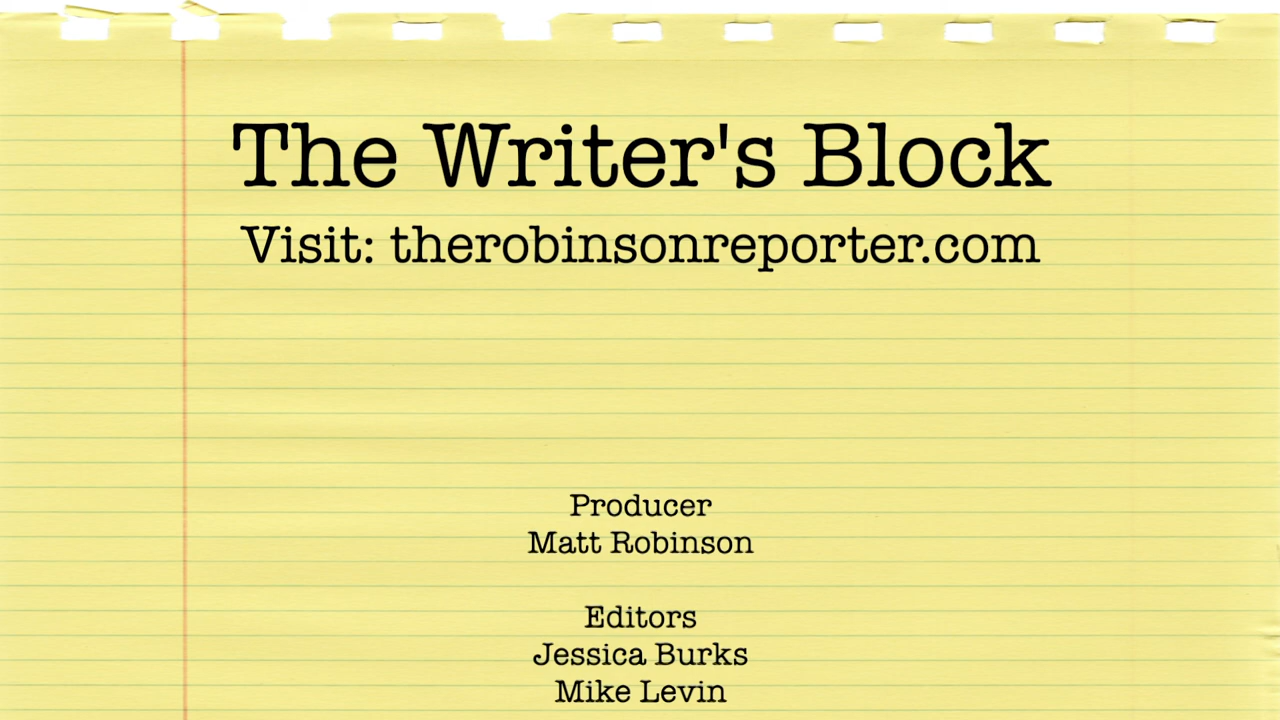 The Writer's Block
Visit: therobinsonreporter.com
Producer
Matt Robinson
Editors
Jessica Burks
Mike Levin